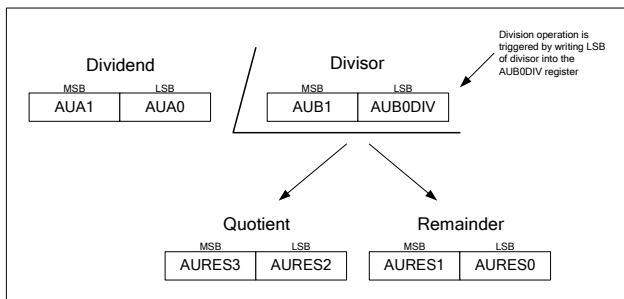 Division operation is
triggered by writing LSB
of divisor into the
AUB0DIV register
Dividend
MSB LSB
AUA1 AUA0
Divisor
MSB LSB
AUB1 AUB0DIV
Quotient
MSB LSB
AURES3 AURES2
Remainder
MSB LSB
AURES1 AURES0